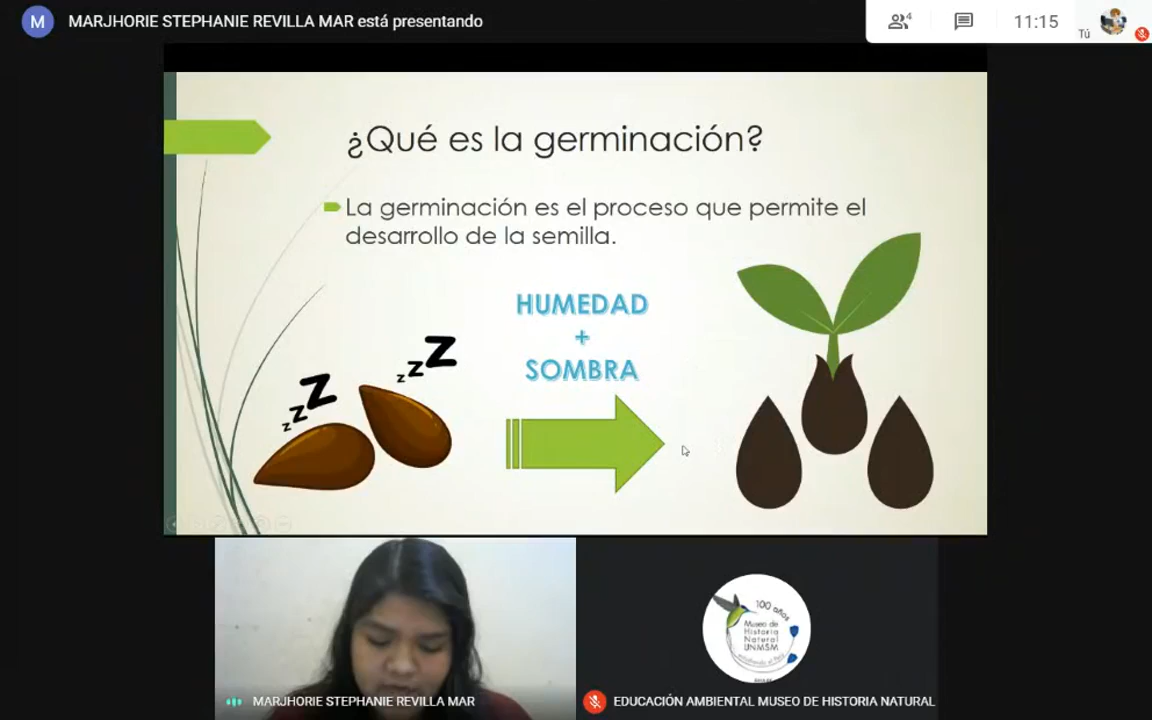 M
MARJHORIE STEPHANIE REVILLA MAR está presentando
4
11:15
Tú
¿Qué es la germinación?
La germinación es el proceso que permite el
desarrollo de la semilla.
HUMEDAD
+
SOMBRA
z z Z
z z Z
100 años
Museo de
Historia
Natural
UNMSM
MARJHORIE STEPHANIE REVILLA MAR
EDUCACIÓN AMBIENTAL MUSEO DE HISTORIA NATURAL